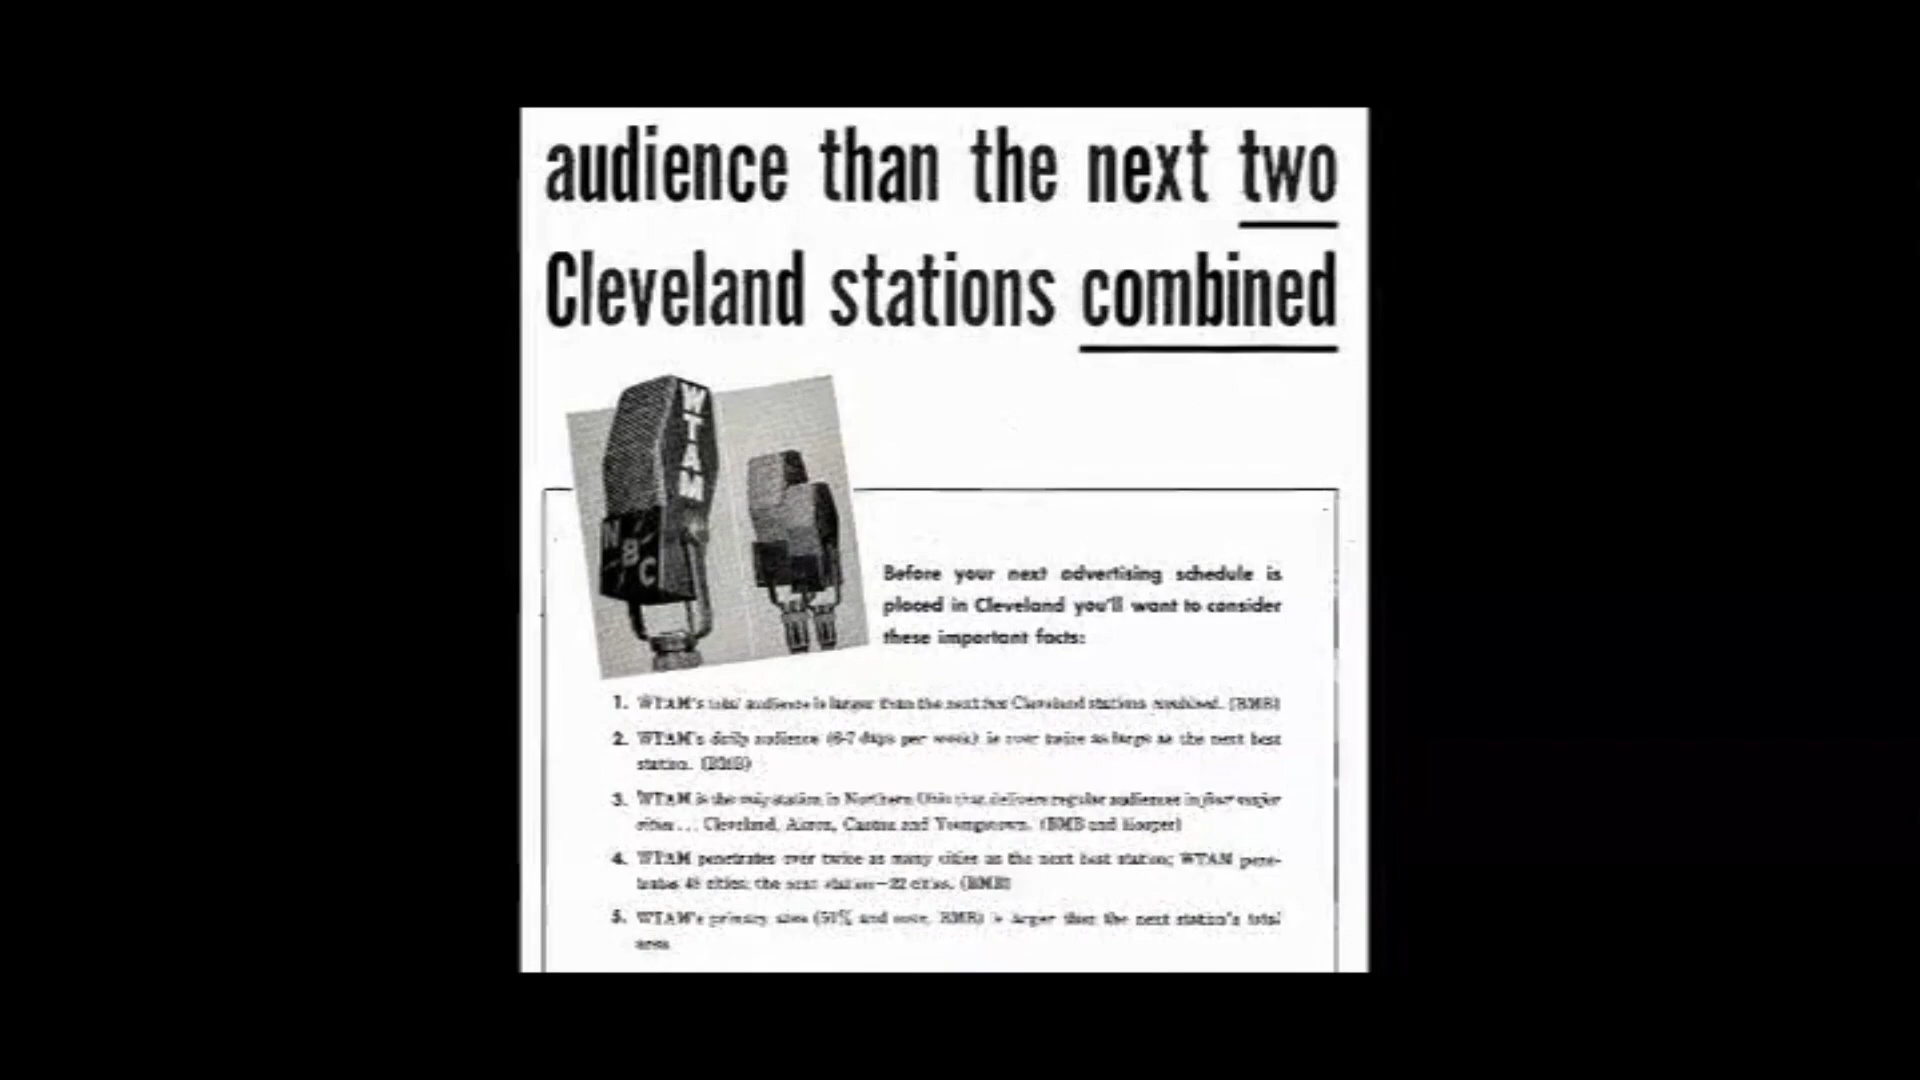 audience than the next two
Cleveland stations combined
WTAM
NBC
Before your next advertising schedule is
placed in Cleveland you'll want to consider
these important facts:
1. WTAM's total audience is larger than the next two Cleveland stations combined. (BMB)
2. WTAM's daily audience (6-7 days per week) is over twice as large as the next best
station. (BMB)
3. WTAM is the only station in Northern Ohio that delivers regular audiences in four major
cities... Cleveland, Akron, Canton and Youngstown. (BMB and Hooper)
4. WTAM penetrates over twice as many cities as the next best station; WTAM pene-
trates 48 cities; the next station—22 cities. (BMB)
5. WTAM's primary area (50% and over, BMB) is larger than the next station's total
area